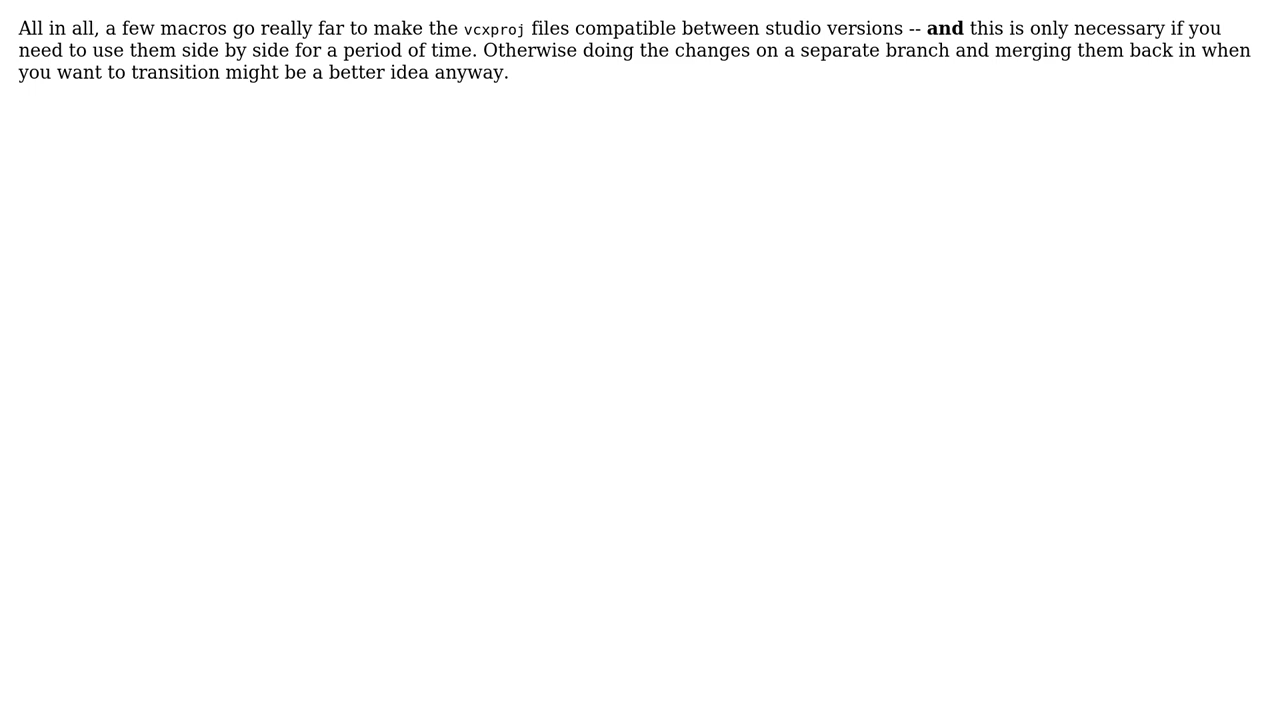 All in all, a few macros go really far to make the vcxproj files compatible between studio versions -- and this is only necessary if you
need to use them side by side for a period of time. Otherwise doing the changes on a separate branch and merging them back in when
you want to transition might be a better idea anyway.